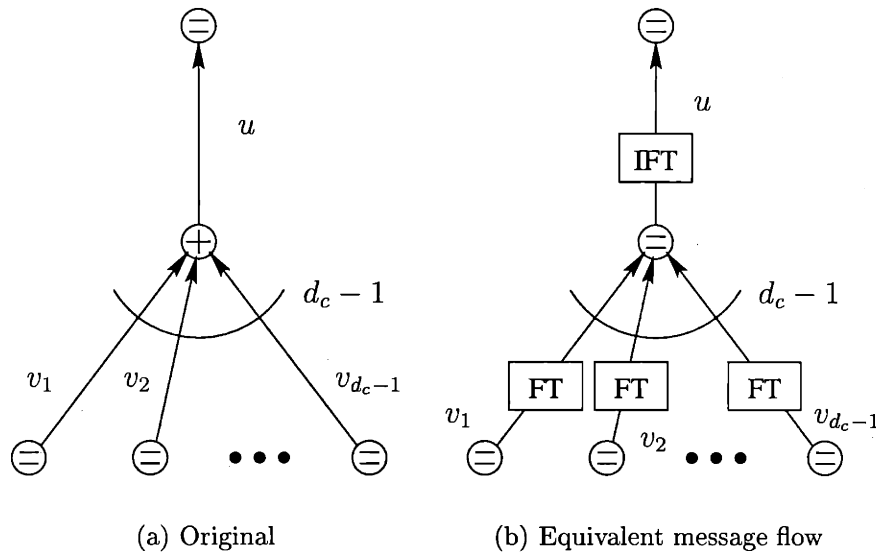 = =
u u
IFT
+ =
d_c − 1 d_c − 1
v_1 v_2 v_{d_c−1} FT FT FT
v_1 v_2 v_{d_c−1}
= = • • • = = = • • • =
(a) Original (b) Equivalent message flow